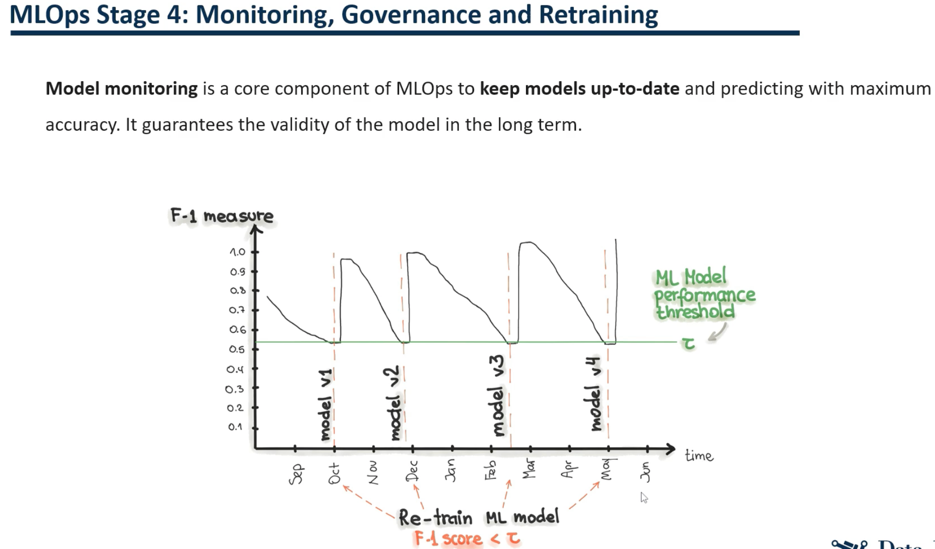 MLOps Stage 4: Monitoring, Governance and Retraining
Model monitoring is a core component of MLOps to keep models up-to-date and predicting with maximum
accuracy. It guarantees the validity of the model in the long term.
F-1 measure
1.0
0.9
0.8
0.7
0.6
0.5
0.4
0.3
0.2
0.1
ML Model
performance
threshold
τ
model v1
model v2
model v3
model v4
Sep
Oct
Nov
Dec
Jan
Feb
Mar
Apr
May
Jun
time
Re-train ML model
F-1 score < τ